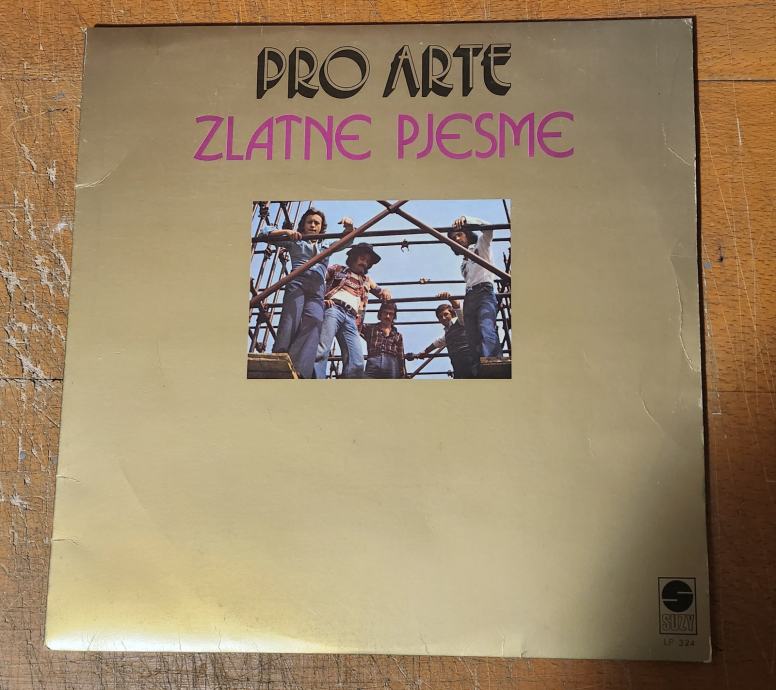 PRO ARTE
ZLATNE PJESME
SUZY
LP 324